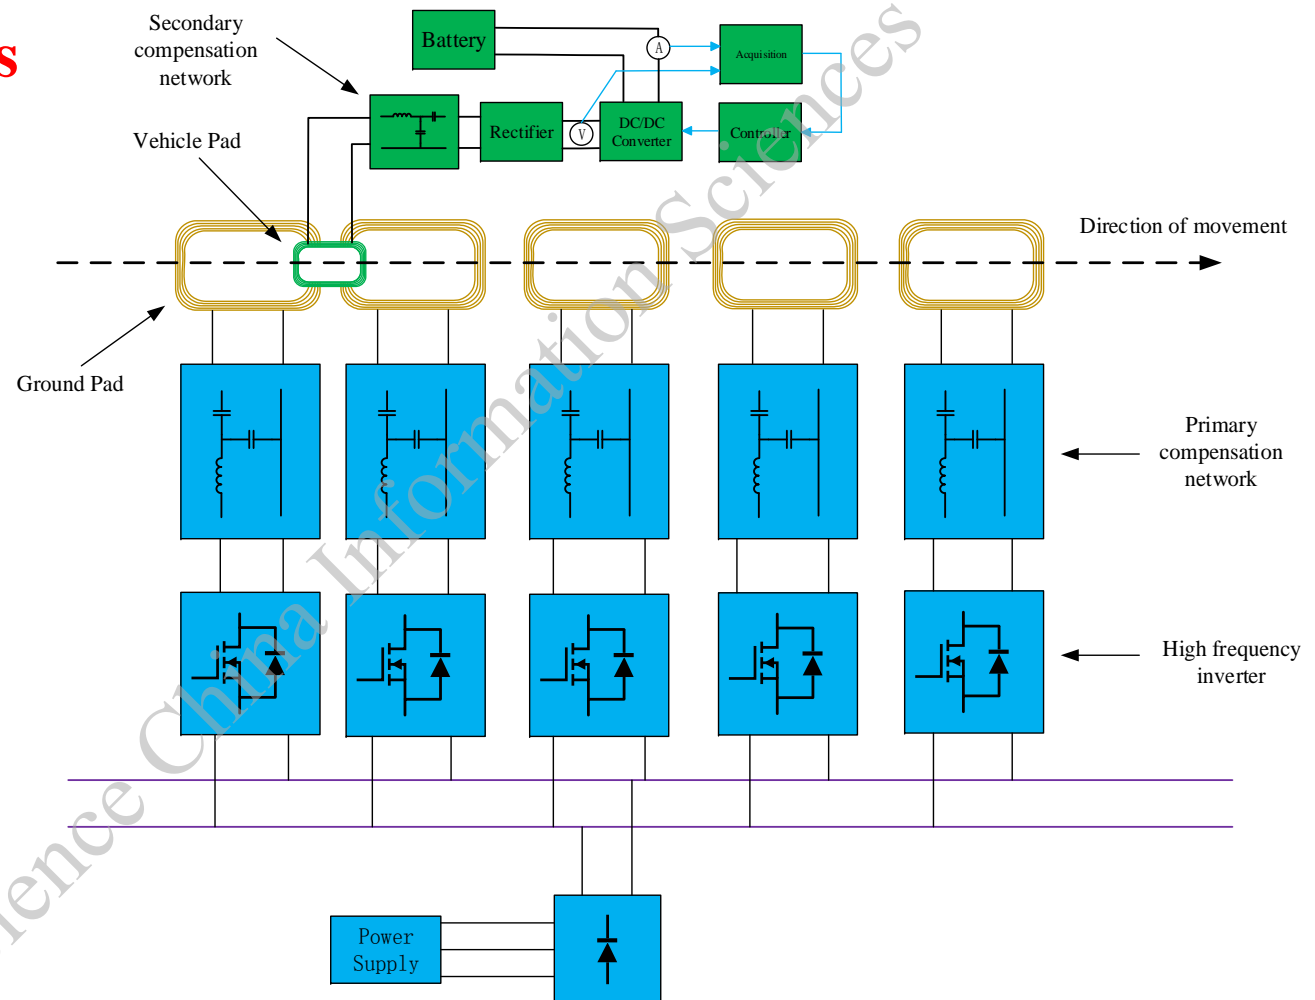 s
Secondary
compensation
network
Battery
A
Acquisition
Vehicle Pad
Rectifier
V
DC/DC
Converter
Controller
Direction of movement
Ground Pad
Primary
compensation
network
High frequency
inverter
Power
Supply
ience China Information Sciences